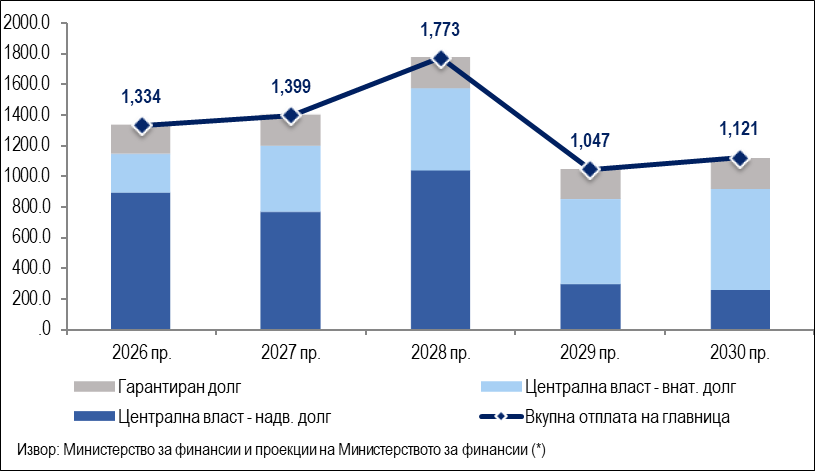 2000.0
1800.0
1600.0
1400.0
1200.0
1000.0
800.0
600.0
400.0
200.0
.0
1,334
1,399
1,773
1,047
1,121
2026 пр.
2027 пр.
2028 пр.
2029 пр.
2030 пр.
Гарантиран долг
Централна власт - внат. долг
Централна власт - надв. долг
Вкупна отплата на главница
Извор: Министерство за финансии и проекции на Министерството за финансии (*)